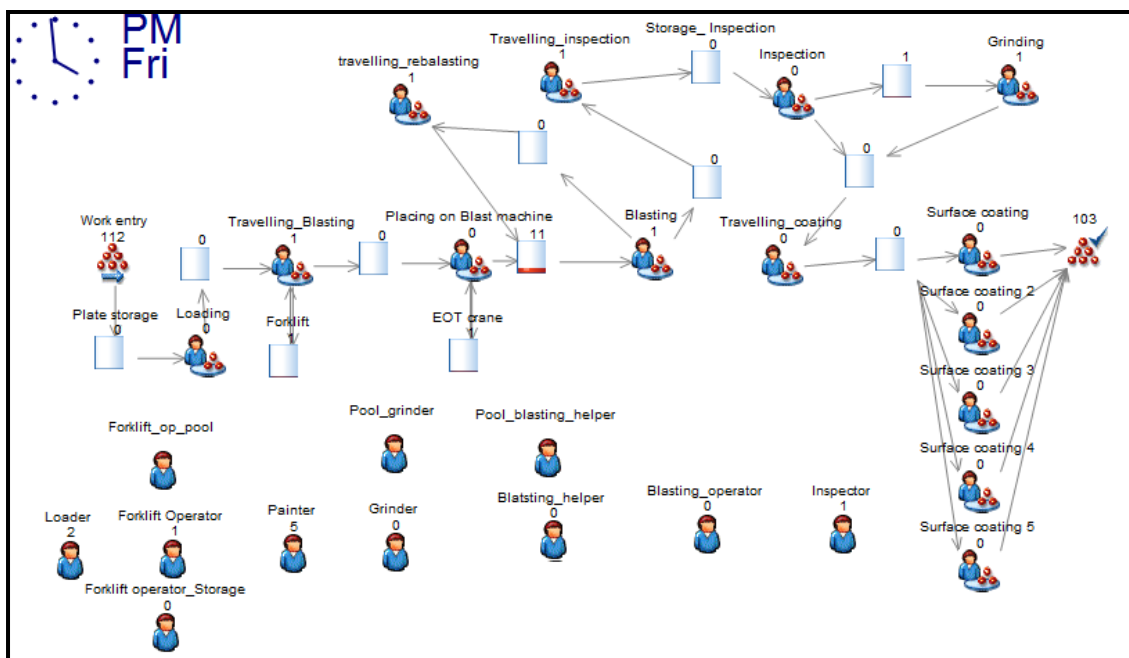 PM
Fri
Storage_ Inspection
0
Travelling_inspection
1
Inspection
0
1
Grinding
1
travelling_rebalasting
1
0
0
0
Work entry
112
0
Travelling_Blasting
1
0
Placing on Blast machine
0
11
Blasting
1
Travelling_coating
0
0
Surface coating
0
103
Plate storage
0
Loading
0
Forklift
1
EOT crane
Surface coating 2
0
Surface coating 3
0
Surface coating 4
0
Surface coating 5
0
Forklift_op_pool
Pool_grinder
Pool_blasting_helper
Loader
2
Forklift Operator
1
Painter
5
Grinder
0
Blatsting_helper
0
Blasting_operator
0
Inspector
1
Forklift operator_Storage
0